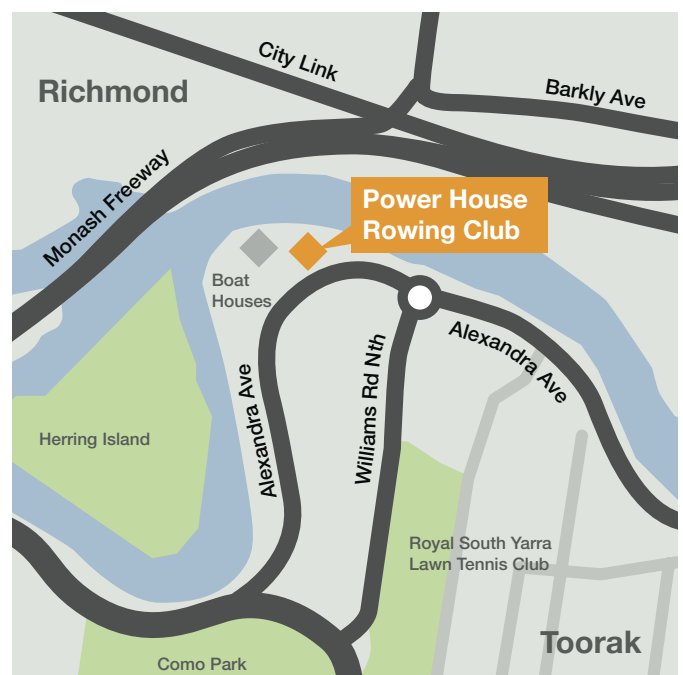 City Link
Richmond
Barkly Ave
Monash Freeway
Power House
Rowing Club
Boat
Houses
Alexandra Ave
Williams Rd Nth
Alexandra Ave
Herring Island
Royal South Yarra
Lawn Tennis Club
Toorak
Como Park